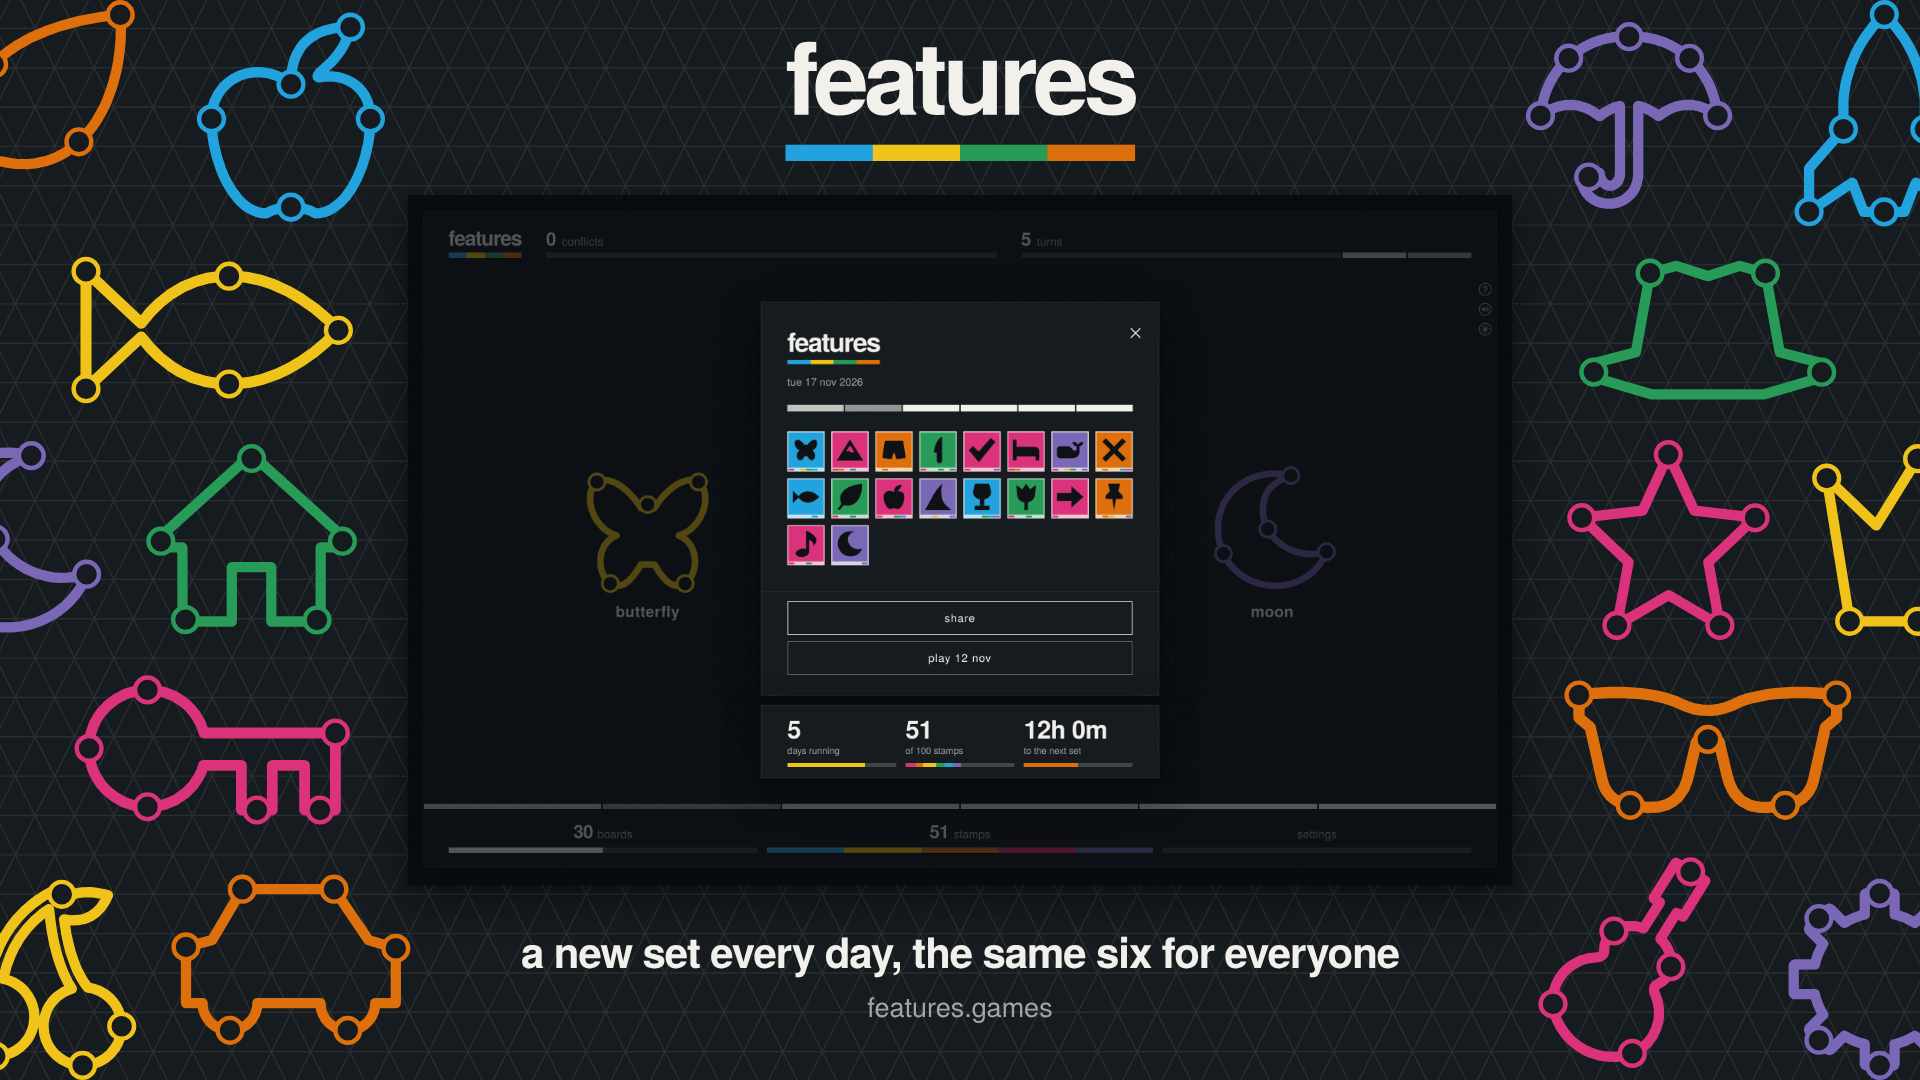 features
features
0 conflicts
5 turns
features
tue 17 nov 2026
butterfly
moon
share
play 12 nov
5
days running
51
of 100 stamps
12h 0m
to the next set
30 boards
51 stamps
settings
a new set every day, the same six for everyone
features.games